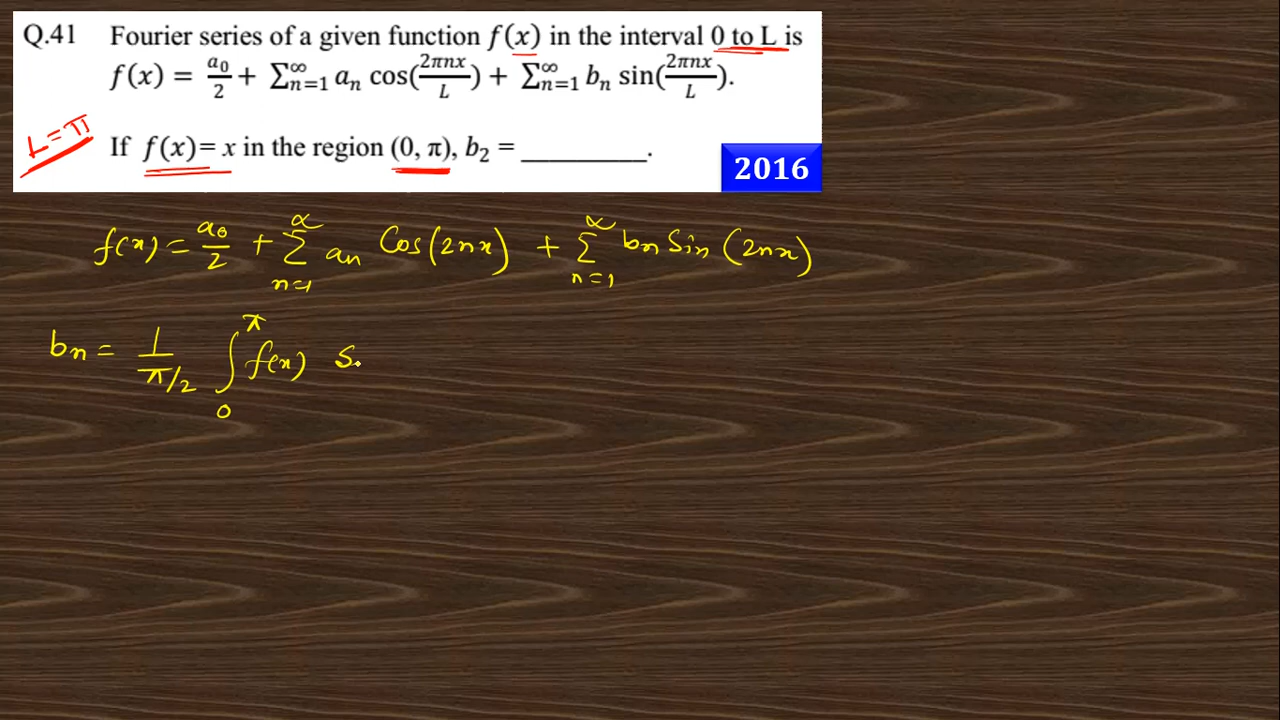 Q.41 Fourier series of a given function f(x) in the interval 0 to L is
f(x) = a₀/2 + ∑ₙ₌₁^∞ aₙ cos(2πnx/L) + ∑ₙ₌₁^∞ bₙ sin(2πnx/L).
L = π
If f(x)= x in the region (0, π), b₂ = __________.
2016
f(x) = a₀/2 + ∑ₙ₌₁^∝ aₙ Cos(2nx) + ∑ₙ₌₁^∞ bₙ Sin (2nx)
bₙ = 1/(π/2) ∫₀^π f(x) s.